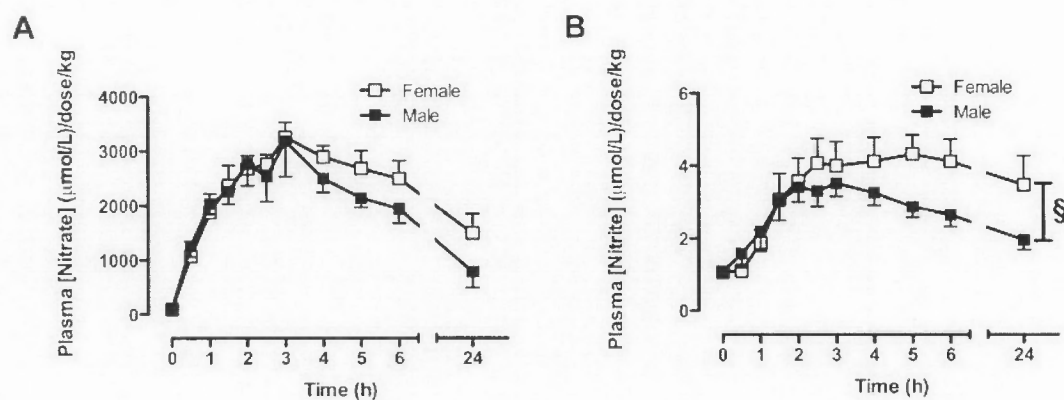 A
Plasma [Nitrate] (μmol/L)/dose/kg
4000
3000
2000
1000
0
Female
Male
0 1 2 3 4 5 6 24
Time (h)
B
Plasma [Nitrite] (μmol/L)/dose/kg
6
4
2
0
Female
Male
§
0 1 2 3 4 5 6 24
Time (h)